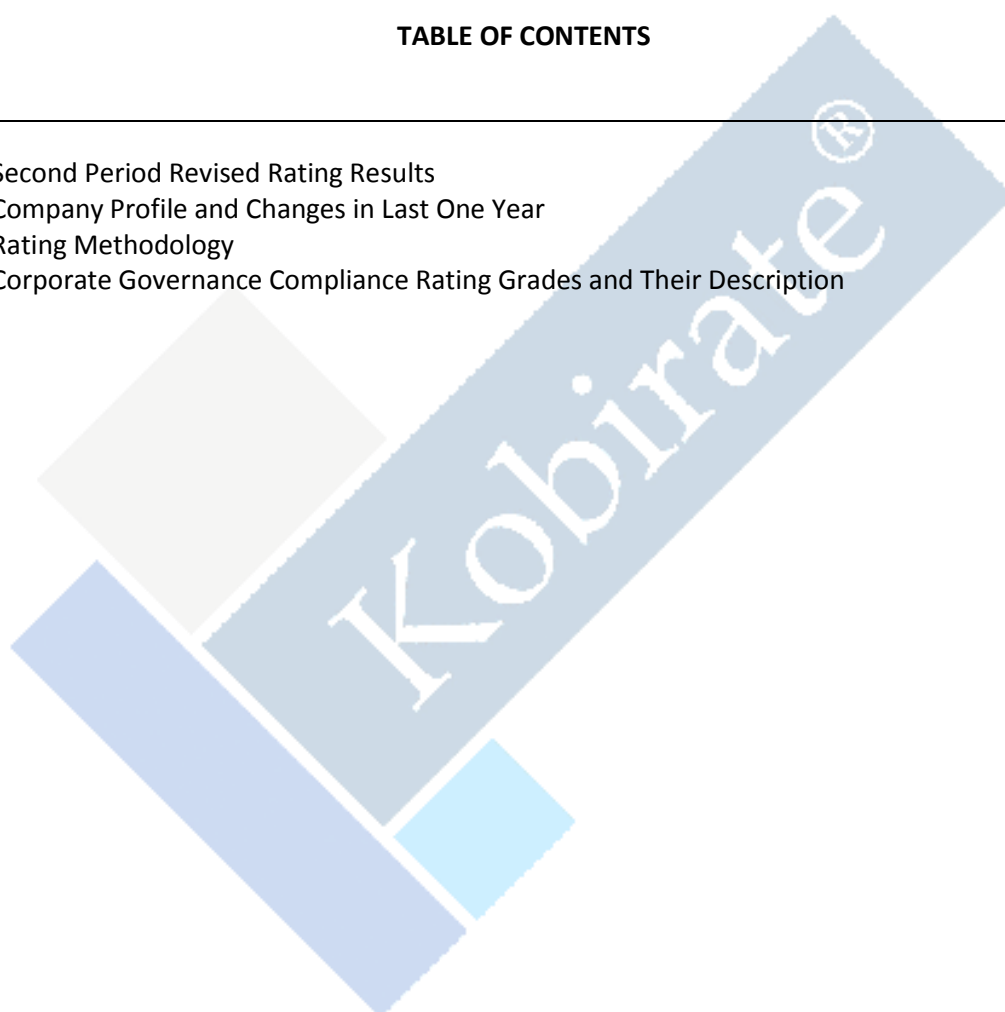 TABLE OF CONTENTS
Second Period Revised Rating Results
Company Profile and Changes in Last One Year
Rating Methodology
Corporate Governance Compliance Rating Grades and Their Description
Kobirate ®